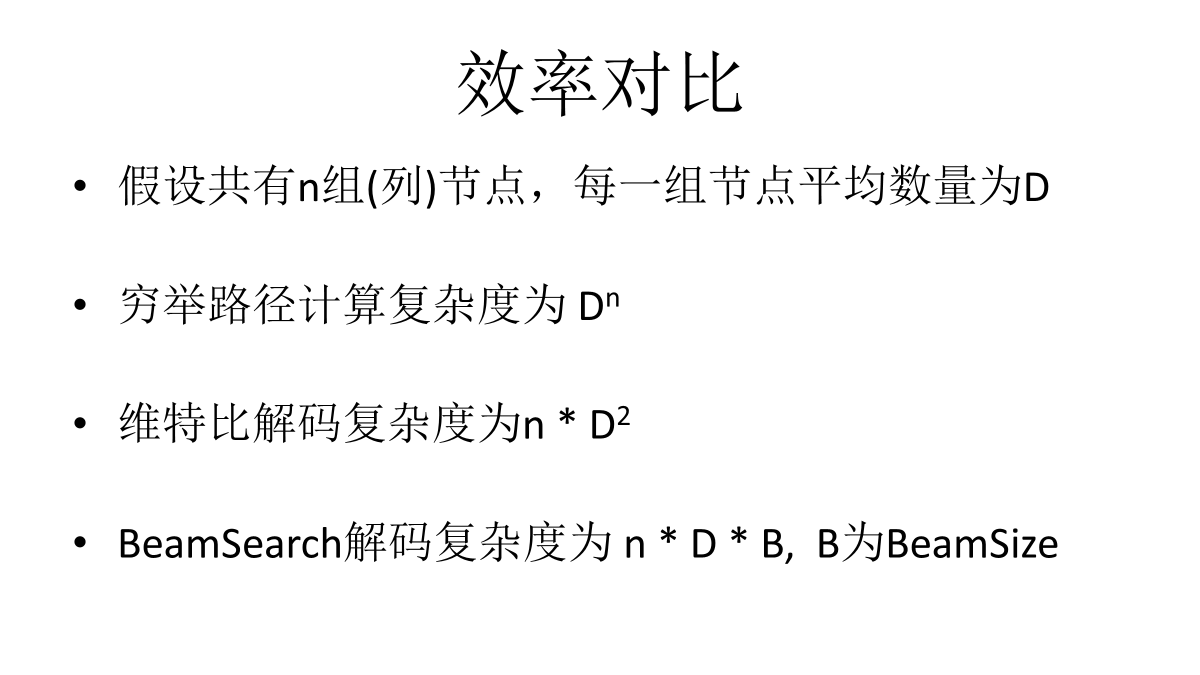 效率对比
• 假设共有n组(列)节点，每一组节点平均数量为D
• 穷举路径计算复杂度为 Dⁿ
• 维特比解码复杂度为n * D²
• BeamSearch解码复杂度为 n * D * B, B为BeamSize